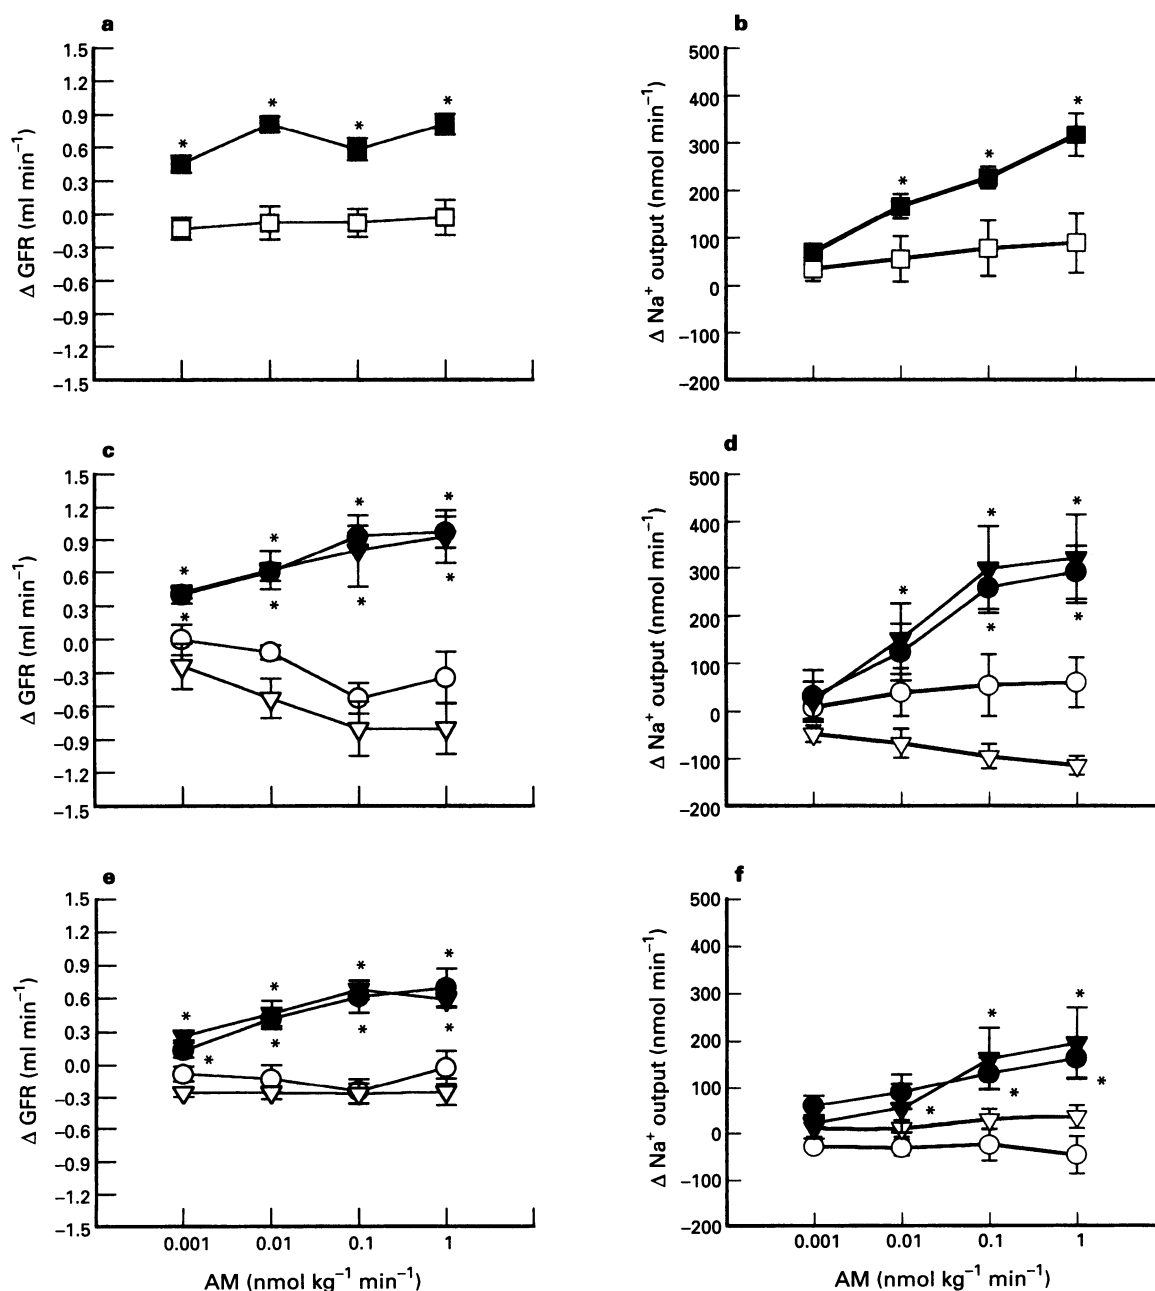 a
1.5
1.2
0.9
0.6
0.3
0.0
−0.3
−0.6
−0.9
−1.2
−1.5
Δ GFR (ml min⁻¹)
* * * *
b
500
400
300
200
100
0
−100
−200
Δ Na⁺ output (nmol min⁻¹)
* * *
c
1.5
1.2
0.9
0.6
0.3
0.0
−0.3
−0.6
−0.9
−1.2
−1.5
Δ GFR (ml min⁻¹)
* * * *
* * * *
d
500
400
300
200
100
0
−100
−200
Δ Na⁺ output (nmol min⁻¹)
* * *
* *
e
1.5
1.2
0.9
0.6
0.3
0.0
−0.3
−0.6
−0.9
−1.2
−1.5
Δ GFR (ml min⁻¹)
* * * *
* * * *
0.001 0.01 0.1 1
AM (nmol kg⁻¹ min⁻¹)
f
500
400
300
200
100
0
−100
−200
Δ Na⁺ output (nmol min⁻¹)
* *
* * *
0.001 0.01 0.1 1
AM (nmol kg⁻¹ min⁻¹)